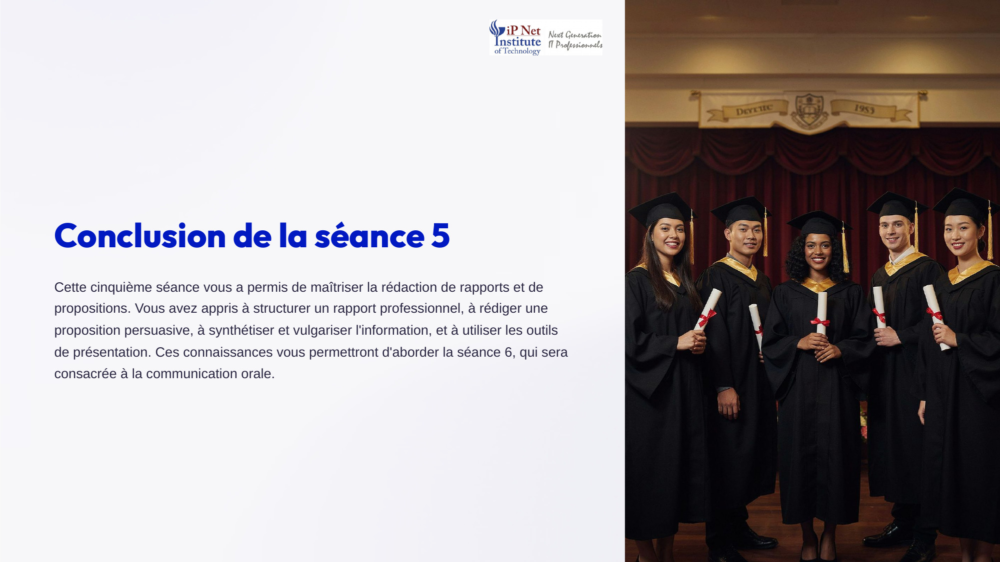 iP Net
Institute
of Technology
Next Generation
IT Professionnels
1983
Conclusion de la séance 5
Cette cinquième séance vous a permis de maîtriser la rédaction de rapports et de
propositions. Vous avez appris à structurer un rapport professionnel, à rédiger une
proposition persuasive, à synthétiser et vulgariser l'information, et à utiliser les outils
de présentation. Ces connaissances vous permettront d'aborder la séance 6, qui sera
consacrée à la communication orale.